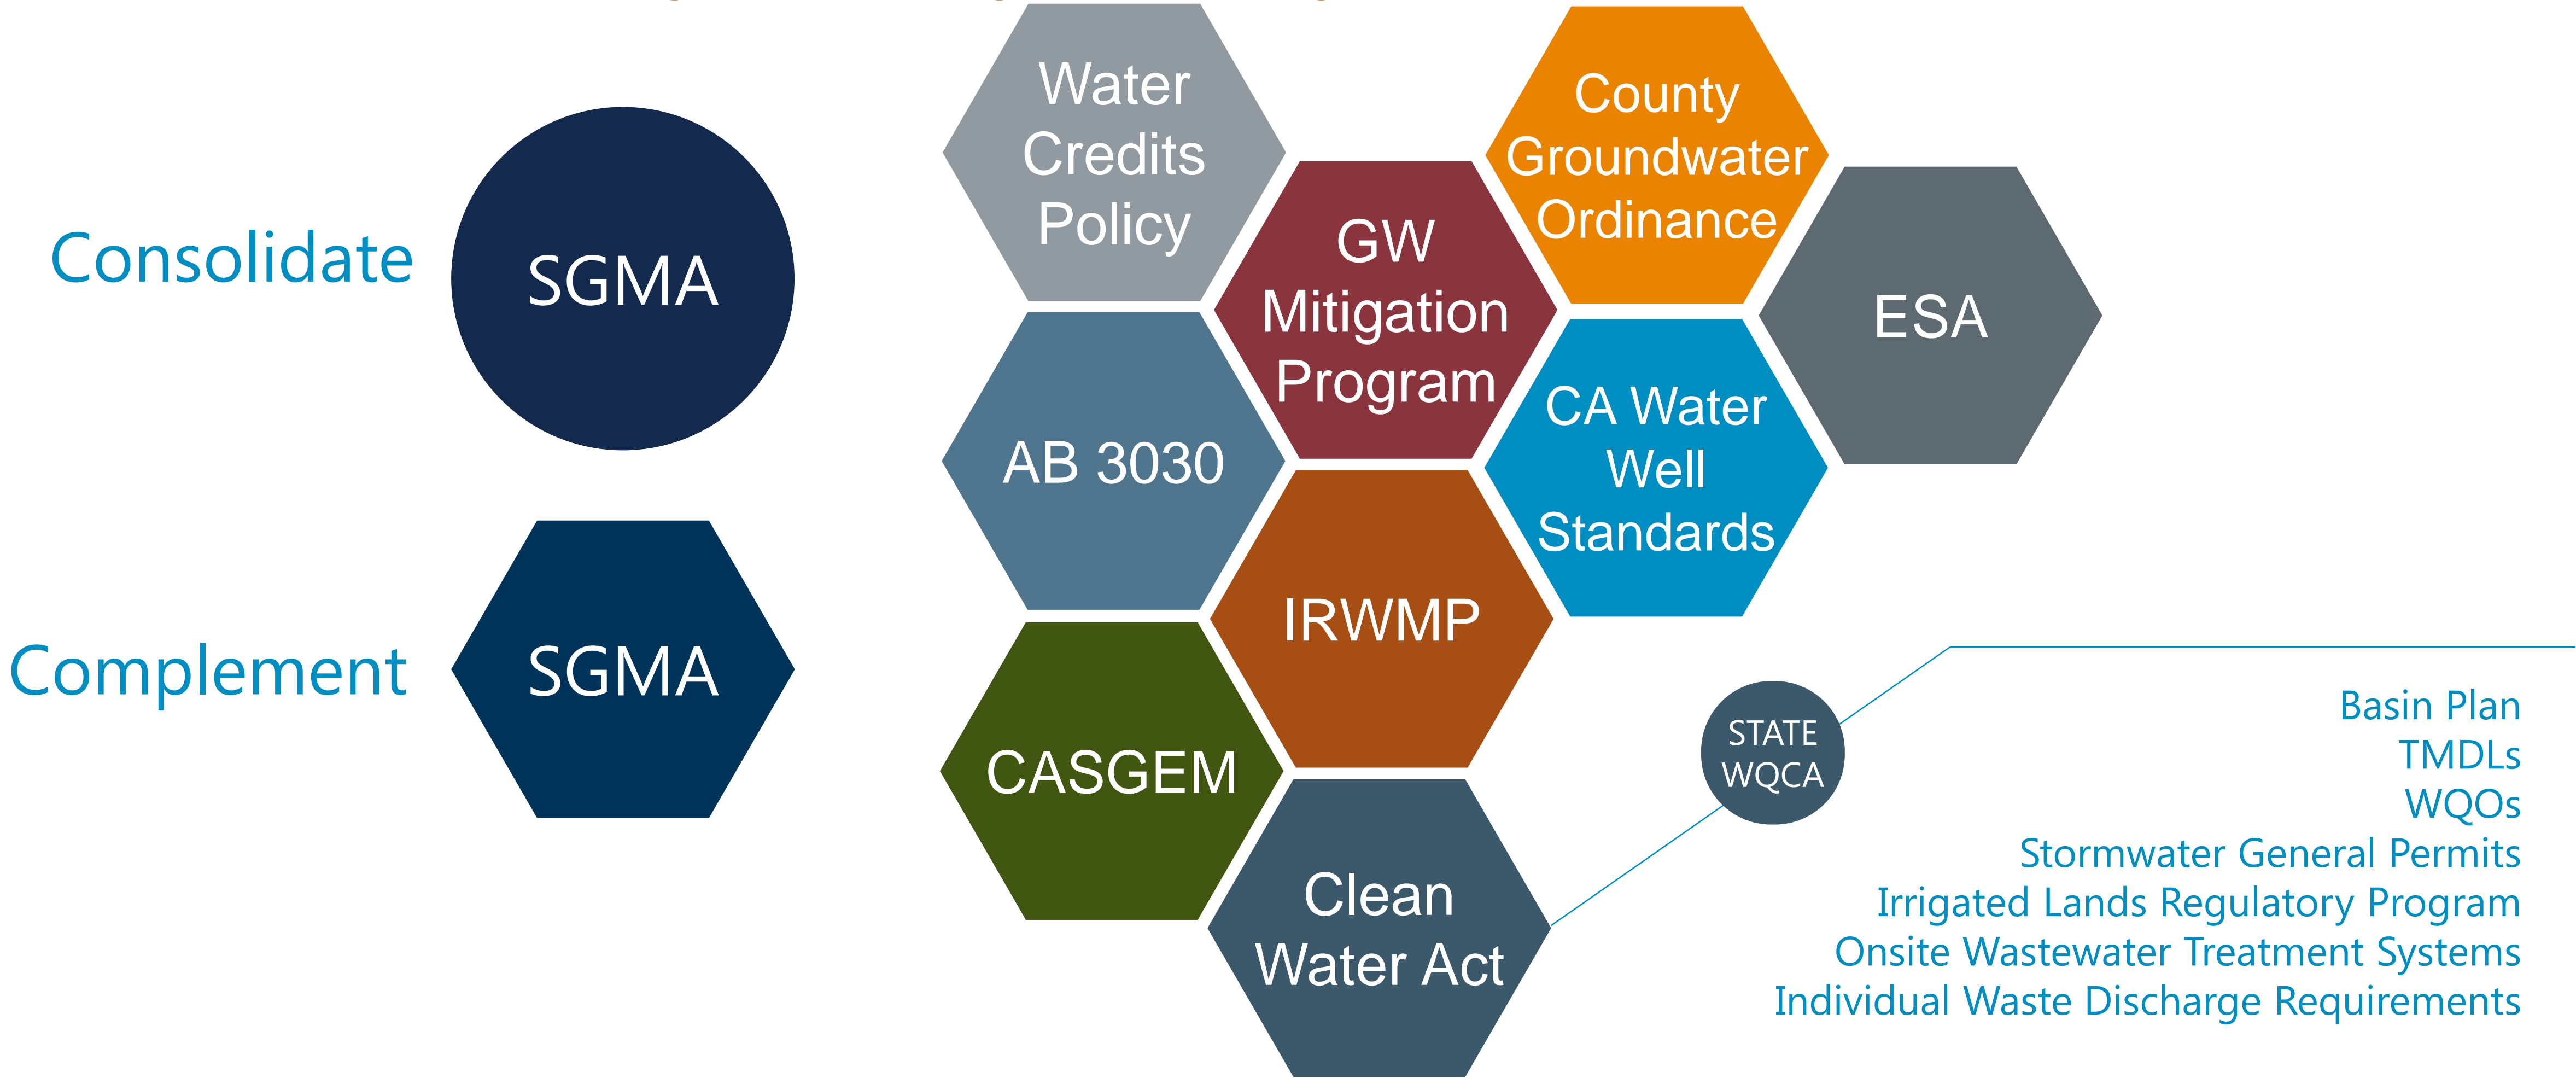 Consolidate
SGMA
Complement
SGMA
Water
Credits
Policy
County
Groundwater
Ordinance
GW
Mitigation
Program
ESA
AB 3030
CA Water
Well
Standards
IRWMP
CASGEM
Clean
Water Act
STATE
WQCA
Basin Plan
TMDLs
WQOs
Stormwater General Permits
Irrigated Lands Regulatory Program
Onsite Wastewater Treatment Systems
Individual Waste Discharge Requirements